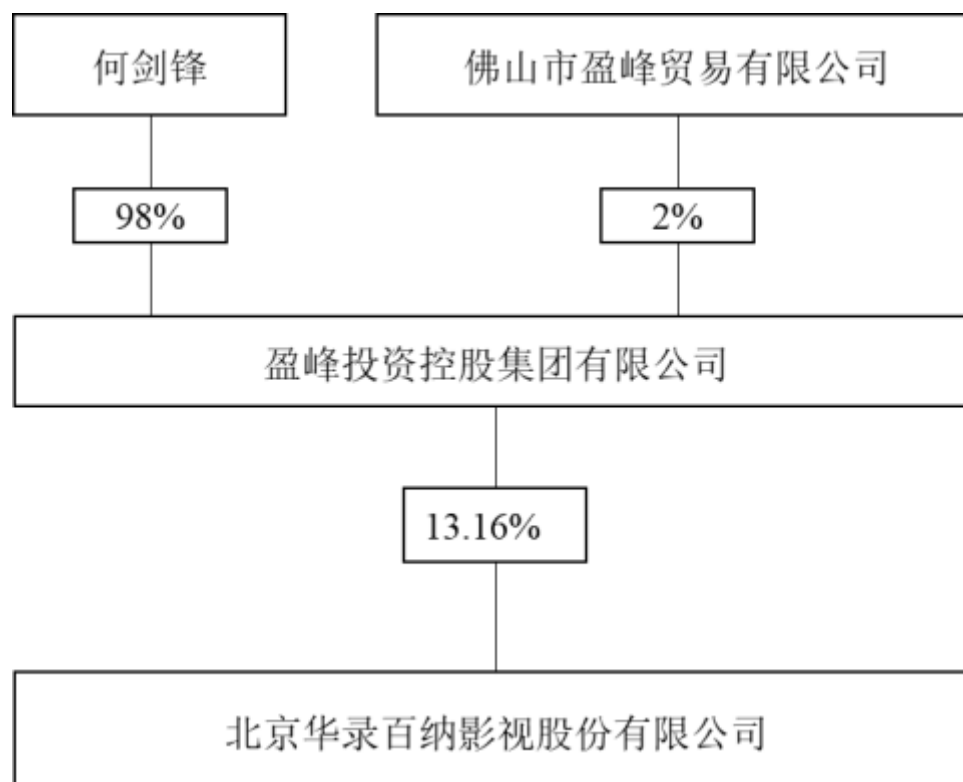 何剑锋
佛山市盈峰贸易有限公司
98%
2%
盈峰投资控股集团有限公司
13.16%
北京华录百纳影视股份有限公司